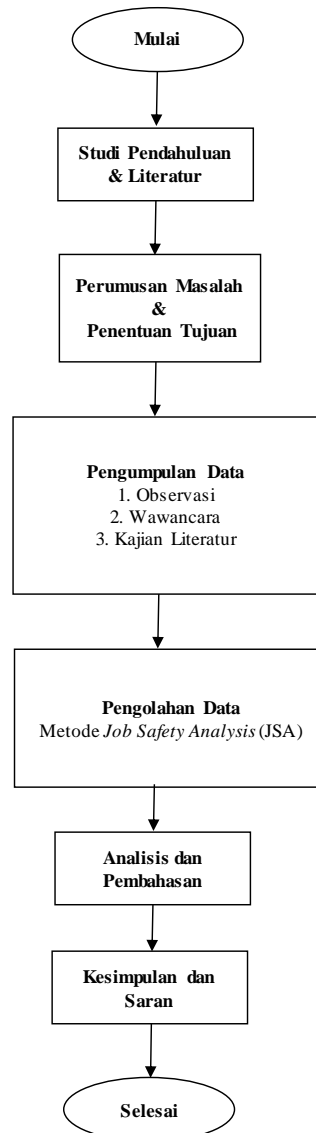 Mulai
Studi Pendahuluan
& Literatur
Perumusan Masalah
&
Penentuan Tujuan
Pengumpulan Data
1. Observasi
2. Wawancara
3. Kajian Literatur
Pengolahan Data
Metode Job Safety Analysis (JSA)
Analisis dan
Pembahasan
Kesimpulan dan
Saran
Selesai